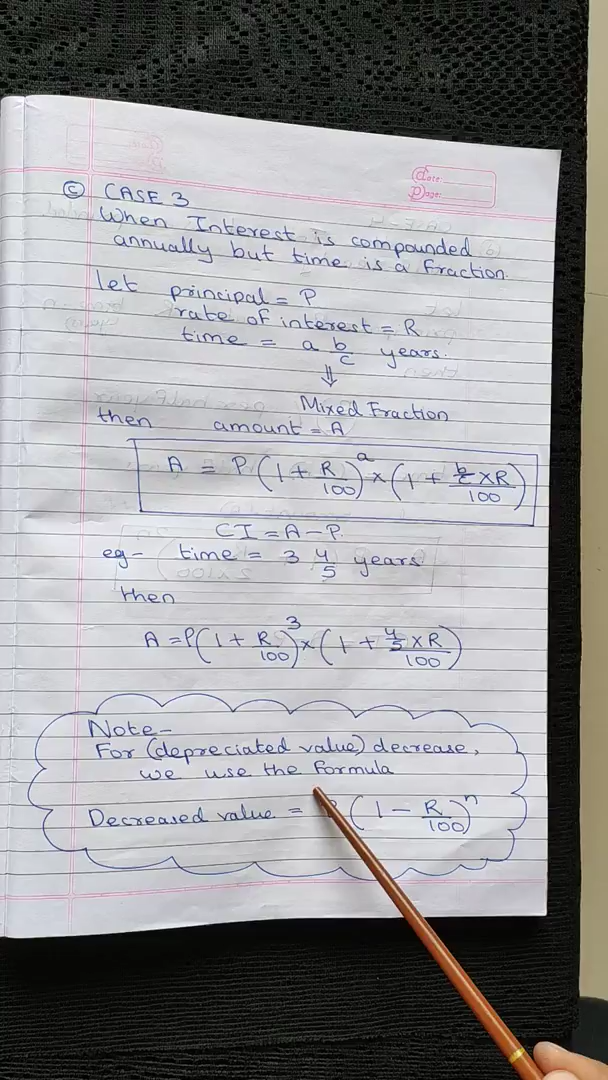 Date:
Page:
(c) CASE 3
When Interest is compounded
annually but time is a fraction.
let principal = P
rate of interest = R
time = a b/c years.
⇓
Mixed Fraction
then amount = A
A = P(1 + R/100)^a × (1 + (b/c × R)/100)
CI = A - P.
eg - time = 3 4/5 years
then
A = P(1 + R/100)^3 × (1 + (4/5 × R)/100)
Note -
For (depreciated value) decrease,
we use the formula
Decreased value = (1 - R/100)^n